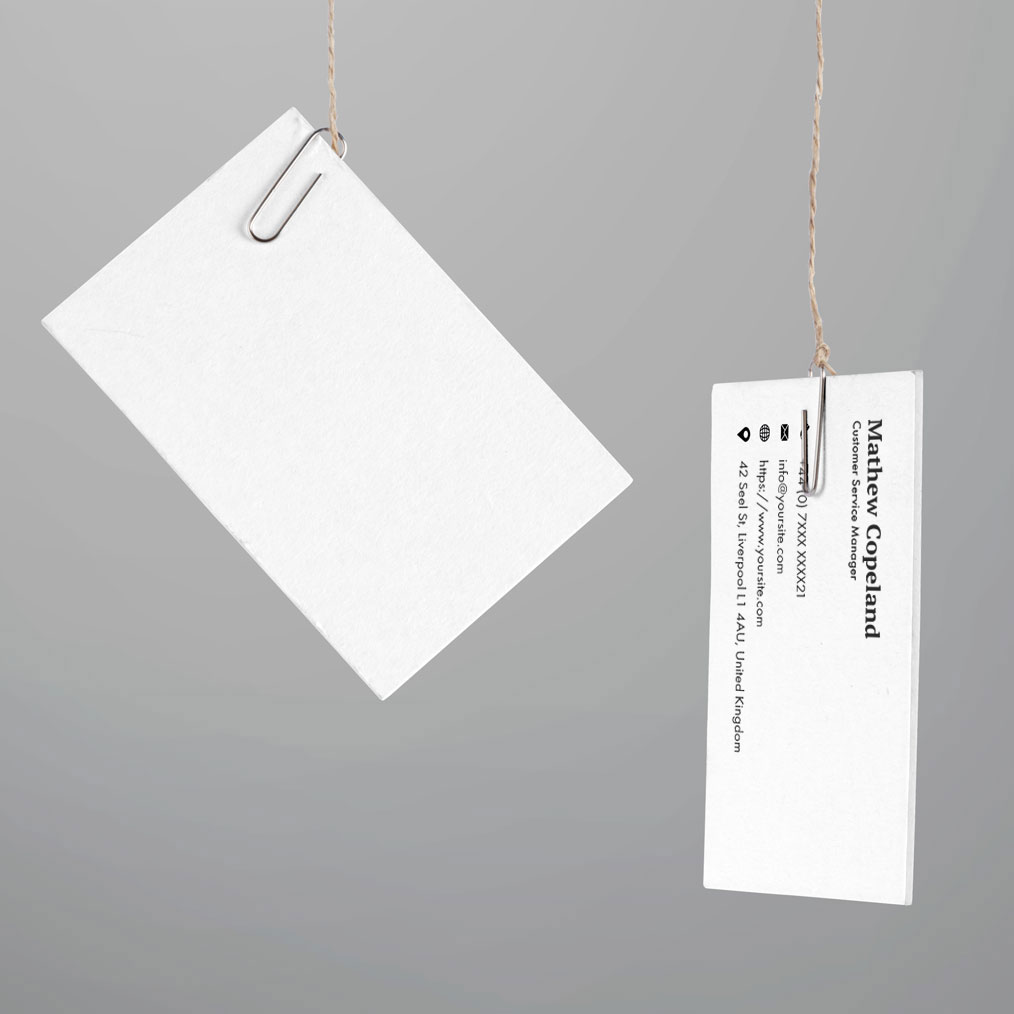 Mathew Copeland
Customer Service Manager
+44 (0) 7XXX XXXX21
info@yoursite.com
https://www.yoursite.com
42 Seel St, Liverpool L1 4AU, United Kingdom